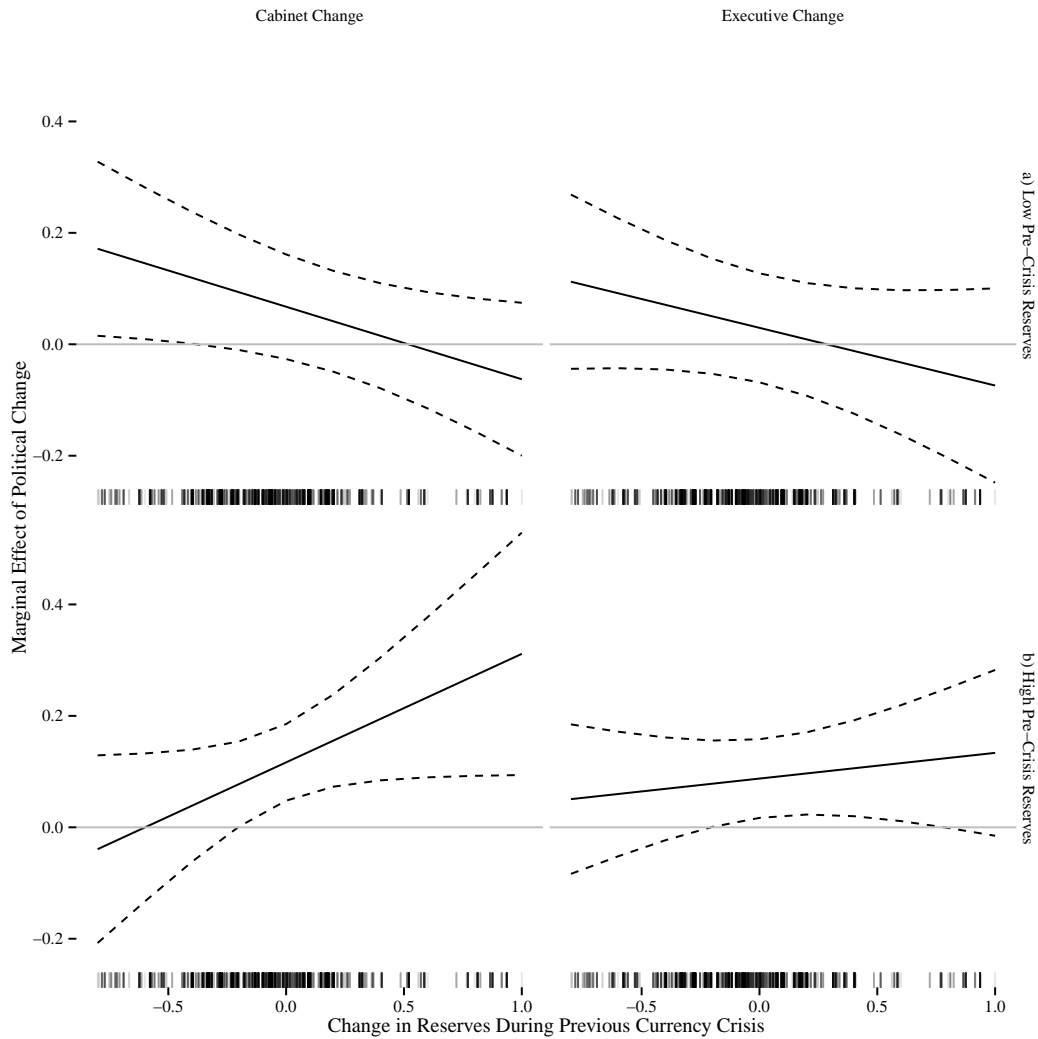 Cabinet Change
Executive Change
0.4
0.2
0.0
−0.2
a) Low Pre−Crisis Reserves
0.4
0.2
0.0
−0.2
b) High Pre−Crisis Reserves
Marginal Effect of Political Change
−0.5
0.0
0.5
1.0
−0.5
0.0
0.5
1.0
Change in Reserves During Previous Currency Crisis